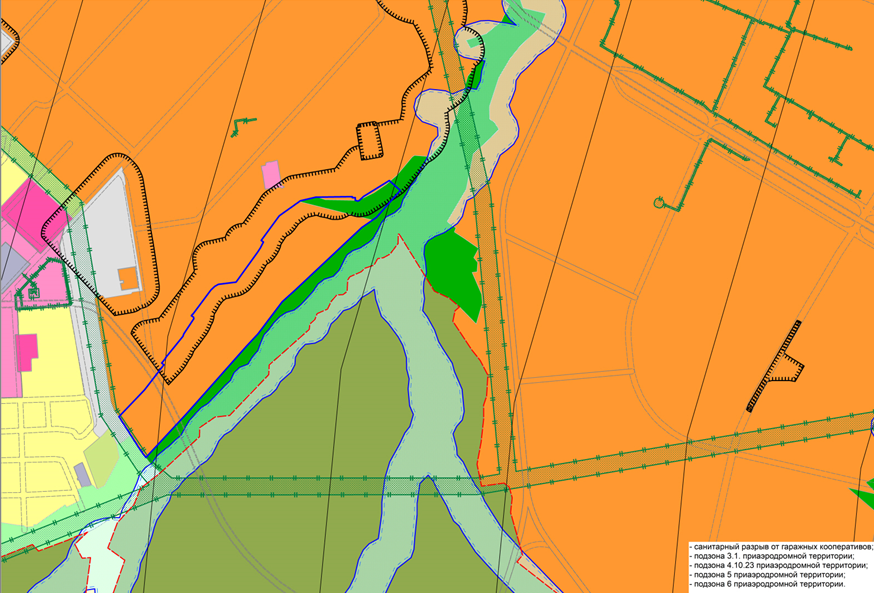 - санитарный разрыв от гаражных кооперативов;
- подзона 3.1. приаэродромной территории;
- подзона 4.10.23 приаэродромной территории;
- подзона 5 приаэродромной территории;
- подзона 6 приаэродромной территории.